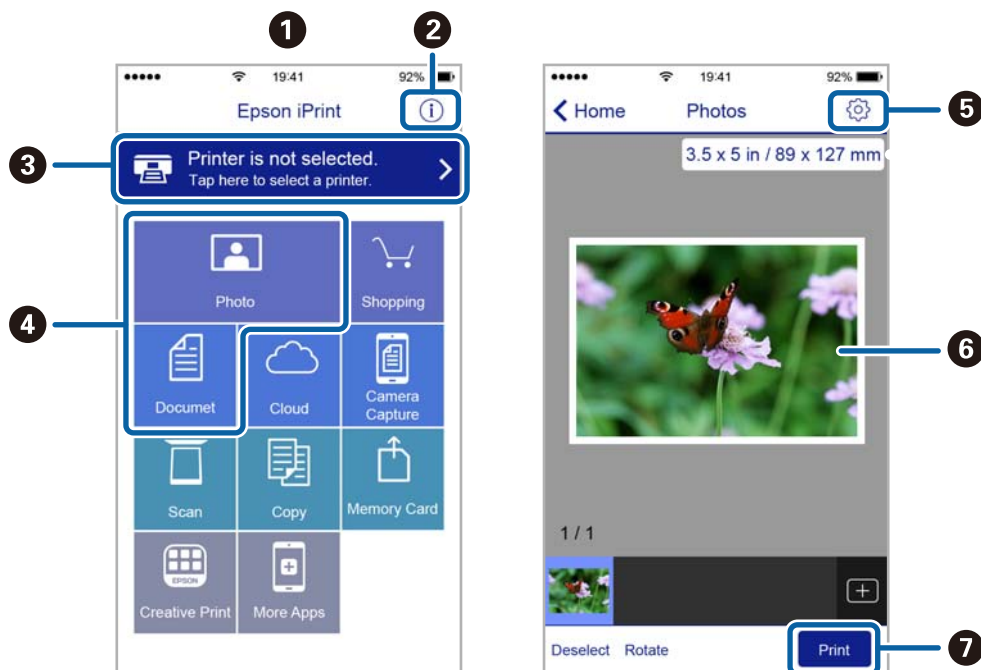 1
2
19:41
92%
Epson iPrint
i
3
Printer is not selected.
Tap here to select a printer.
4
Photo
Shopping
Documet
Cloud
Camera
Capture
Scan
Copy
Memory Card
EPSON
Creative Print
More Apps
19:41
92%
Home
Photos
5
3.5 x 5 in / 89 x 127 mm
6
1 / 1
Deselect
Rotate
Print
7